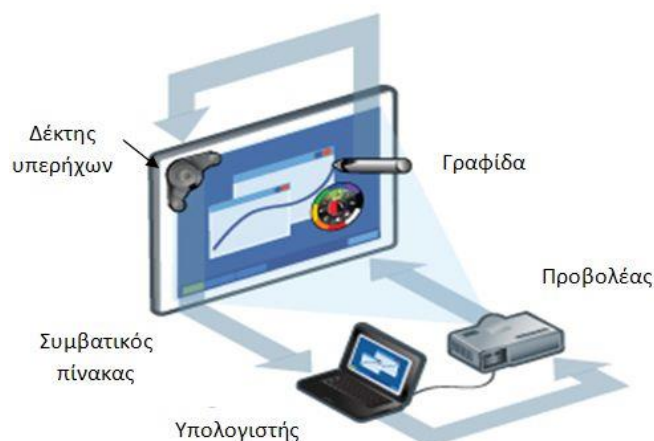 Δέκτης
υπερήχων
Γραφίδα
Προβολέας
Συμβατικός
πίνακας
Υπολογιστής